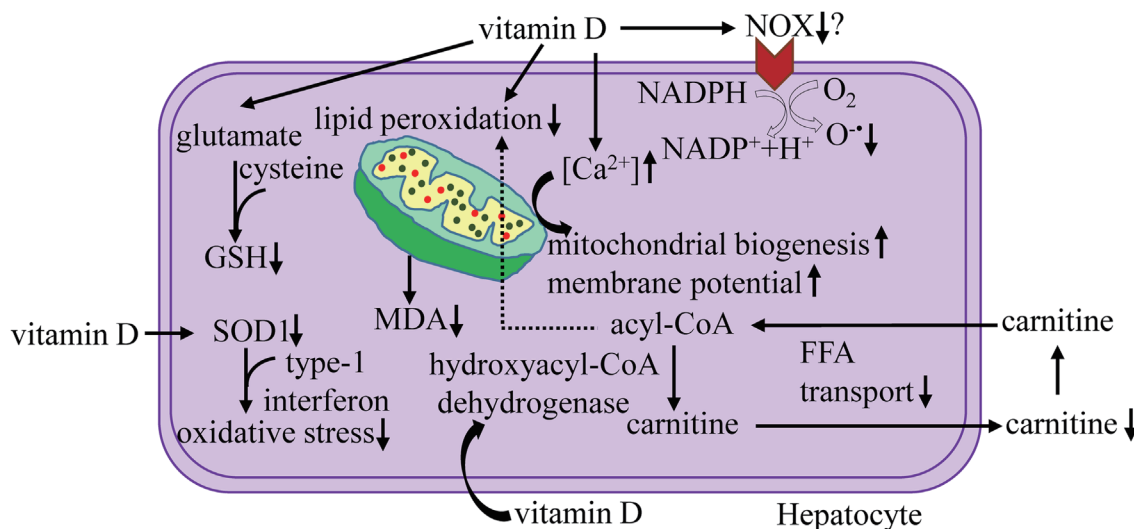 vitamin D
NOX↓?
NADPH
O₂
NADP⁺+H⁺
O⁻•↓
glutamate
cysteine
GSH↓
lipid peroxidation↓
[Ca²⁺]↑
mitochondrial biogenesis↑
membrane potential↑
MDA↓
vitamin D
SOD1↓
type-1
interferon
oxidative stress↓
acyl-CoA
hydroxyacyl-CoA
dehydrogenase
carnitine
FFA
transport↓
carnitine
carnitine↓
vitamin D
Hepatocyte